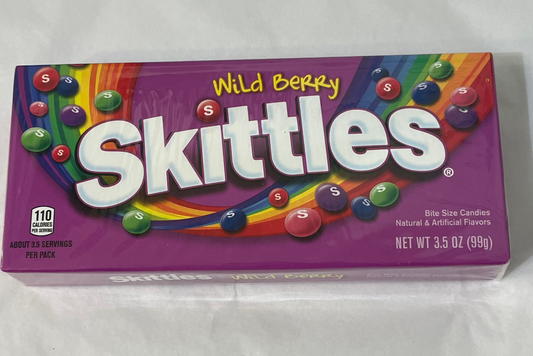 Wild Berry
Skittles®
110
CALORIES
PER SERVING
ABOUT 3.5 SERVINGS
PER PACK
Bite Size Candies
Natural & Artificial Flavors
NET WT 3.5 OZ (99g)
Skittles Wild Berry